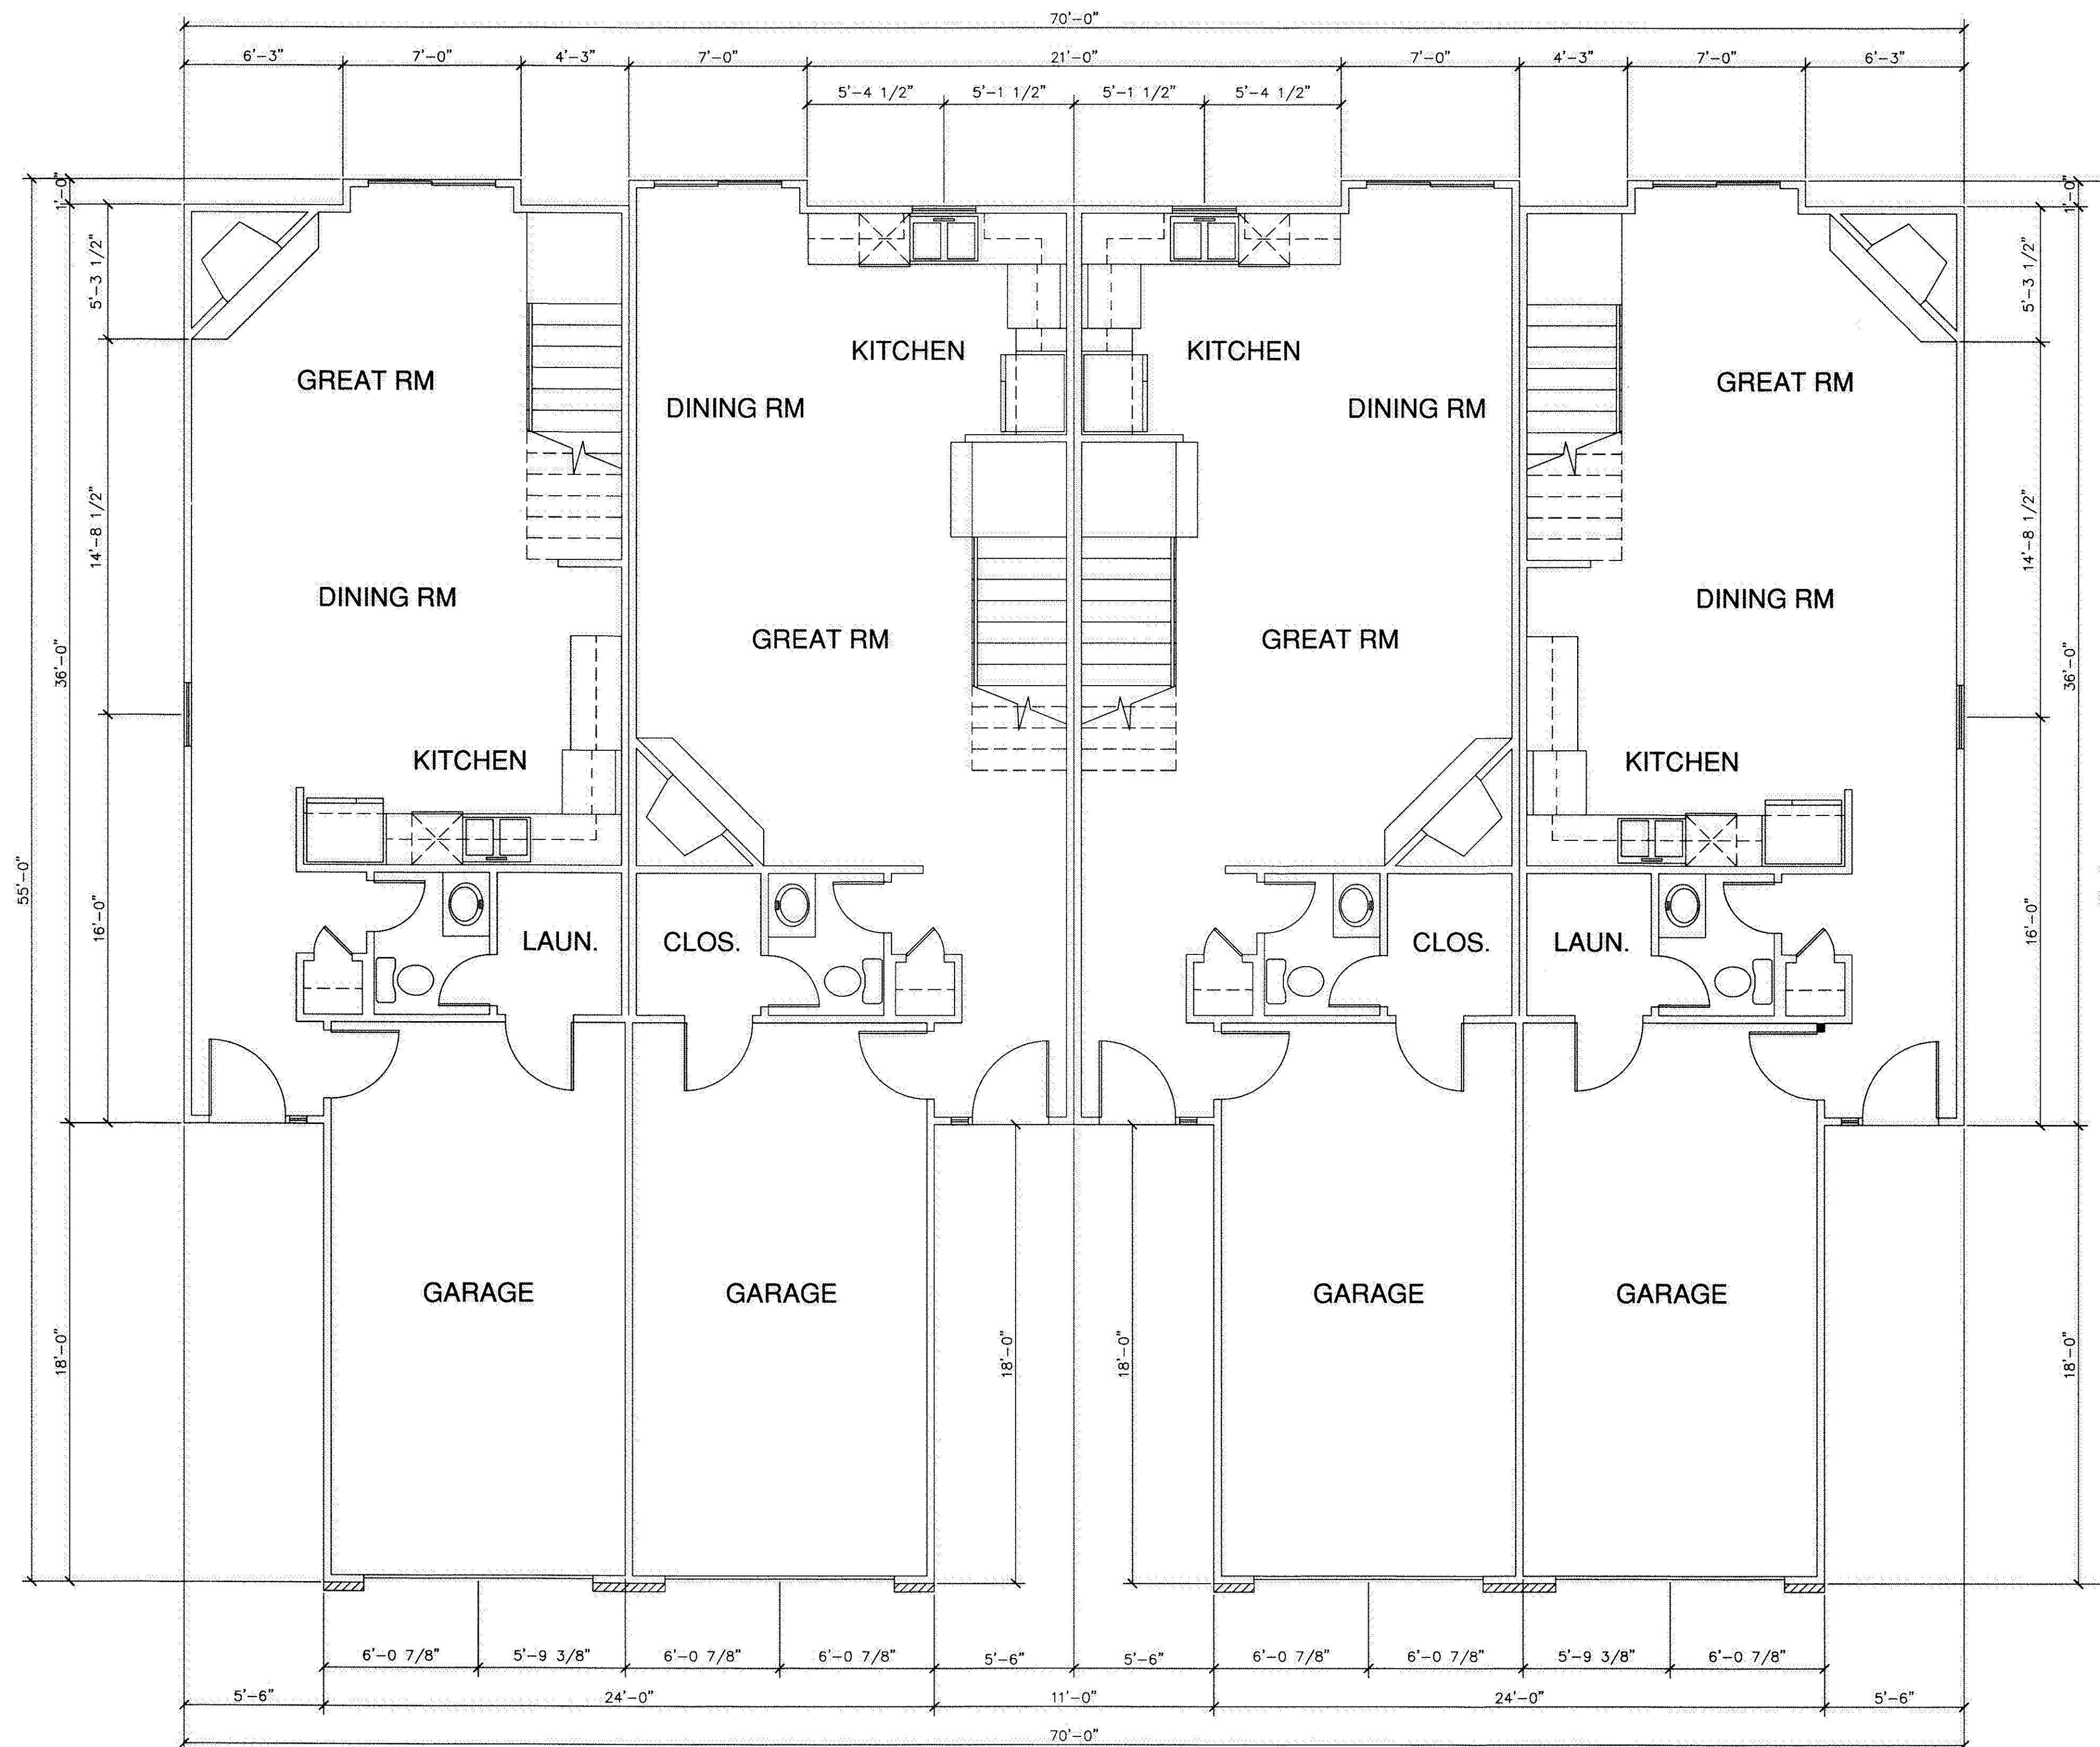 70'-0"
6'-3" 7'-0" 4'-3" 7'-0" 21'-0" 7'-0" 4'-3" 7'-0" 6'-3"
5'-4 1/2" 5'-1 1/2" 5'-1 1/2" 5'-4 1/2"
1'-0" 1'-0"
5'-3 1/2" 5'-3 1/2"
KITCHEN KITCHEN
GREAT RM GREAT RM
DINING RM DINING RM
14'-8 1/2" 14'-8 1/2"
DINING RM DINING RM
GREAT RM GREAT RM
36'-0" 36'-0"
KITCHEN KITCHEN
55'-0"
16'-0" 16'-0"
LAUN. CLOS. CLOS. LAUN.
GARAGE GARAGE GARAGE GARAGE
18'-0" 18'-0" 18'-0" 18'-0"
6'-0 7/8" 5'-9 3/8" 6'-0 7/8" 6'-0 7/8" 5'-6" 5'-6" 6'-0 7/8" 6'-0 7/8" 5'-9 3/8" 6'-0 7/8"
5'-6" 24'-0" 11'-0" 24'-0" 5'-6"
70'-0"